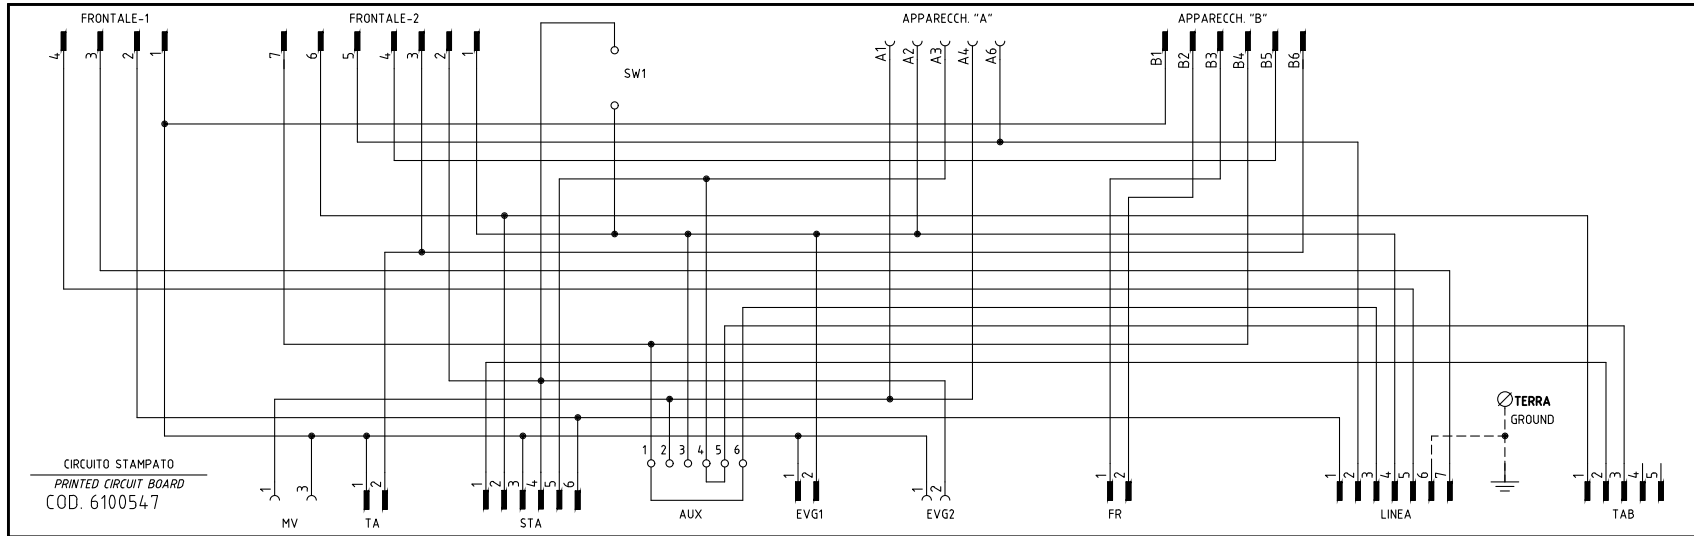 FRONTALE-1
FRONTALE-2
APPARECCH. "A"
APPARECCH. "B"
4 3 2 1
7 6 5 4 3 2 1
A1 A2 A3 A4 A6
B1 B2 B3 B4 B5 B6
SW1
TERRA
GROUND
CIRCUITO STAMPATO
PRINTED CIRCUIT BOARD
COD. 6100547
1 3
1 2
1 2 3 4 5 6
1 2 3 4 5 6
1 2
1 2
1 2
1 2 3 4 5 6 7
1 2 3 4 5
MV
TA
STA
AUX
EVG1
EVG2
FR
LINEA
TAB